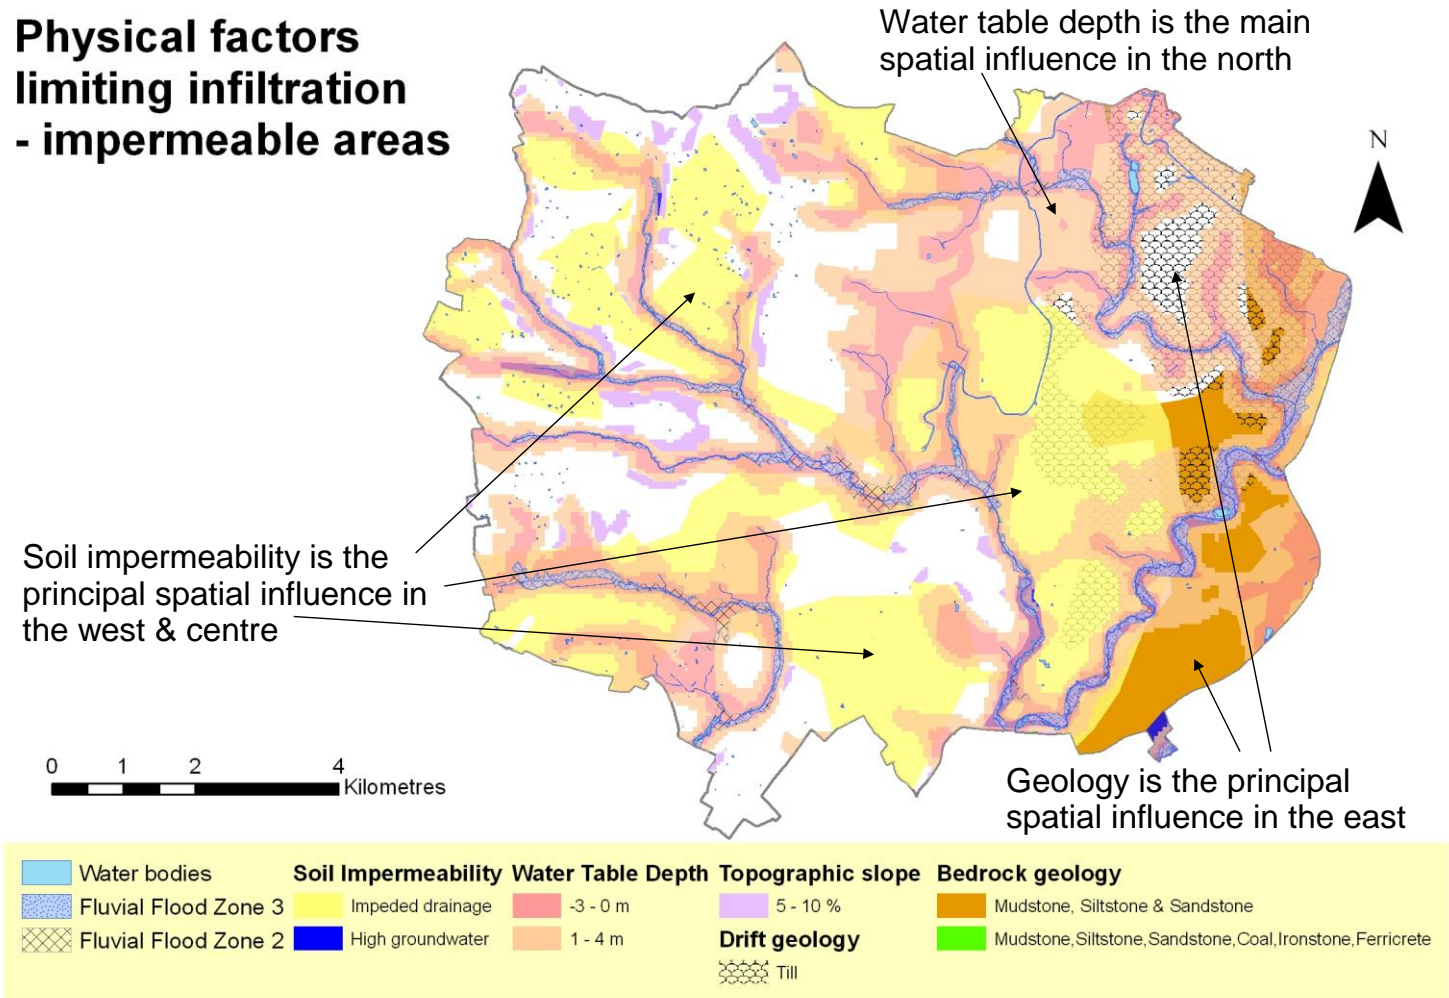 Physical factors
limiting infiltration
- impermeable areas
Water table depth is the main
spatial influence in the north
N
Soil impermeability is the
principal spatial influence in
the west & centre
0 1 2 4
Kilometres
Geology is the principal
spatial influence in the east
Water bodies
Fluvial Flood Zone 3
Fluvial Flood Zone 2
Soil Impermeability
Impeded drainage
High groundwater
Water Table Depth
-3 - 0 m
1 - 4 m
Topographic slope
5 - 10 %
Drift geology
Till
Bedrock geology
Mudstone, Siltstone & Sandstone
Mudstone,Siltstone,Sandstone,Coal,Ironstone,Ferricrete